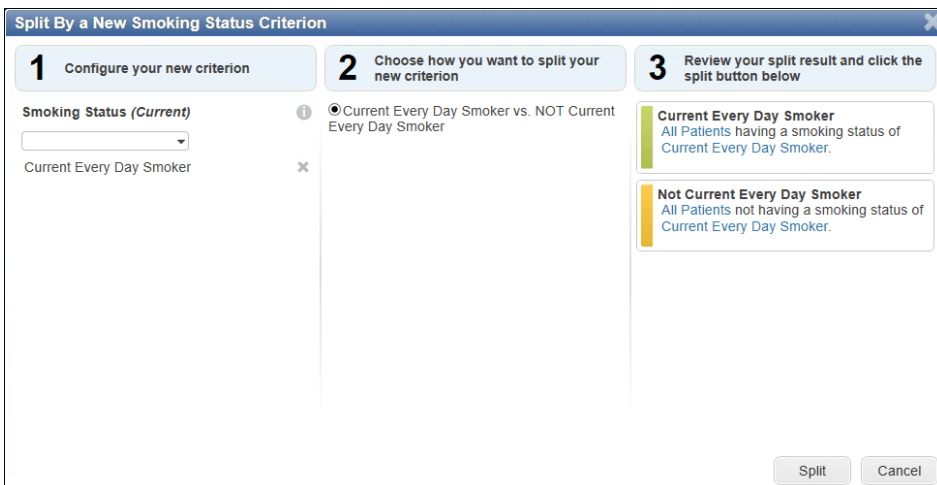 Split By a New Smoking Status Criterion
1 Configure your new criterion
2 Choose how you want to split your
new criterion
3 Review your split result and click the
split button below
Smoking Status (Current)
Current Every Day Smoker
Current Every Day Smoker vs. NOT Current
Every Day Smoker
Current Every Day Smoker
All Patients having a smoking status of
Current Every Day Smoker.
Not Current Every Day Smoker
All Patients not having a smoking status of
Current Every Day Smoker.
Split
Cancel